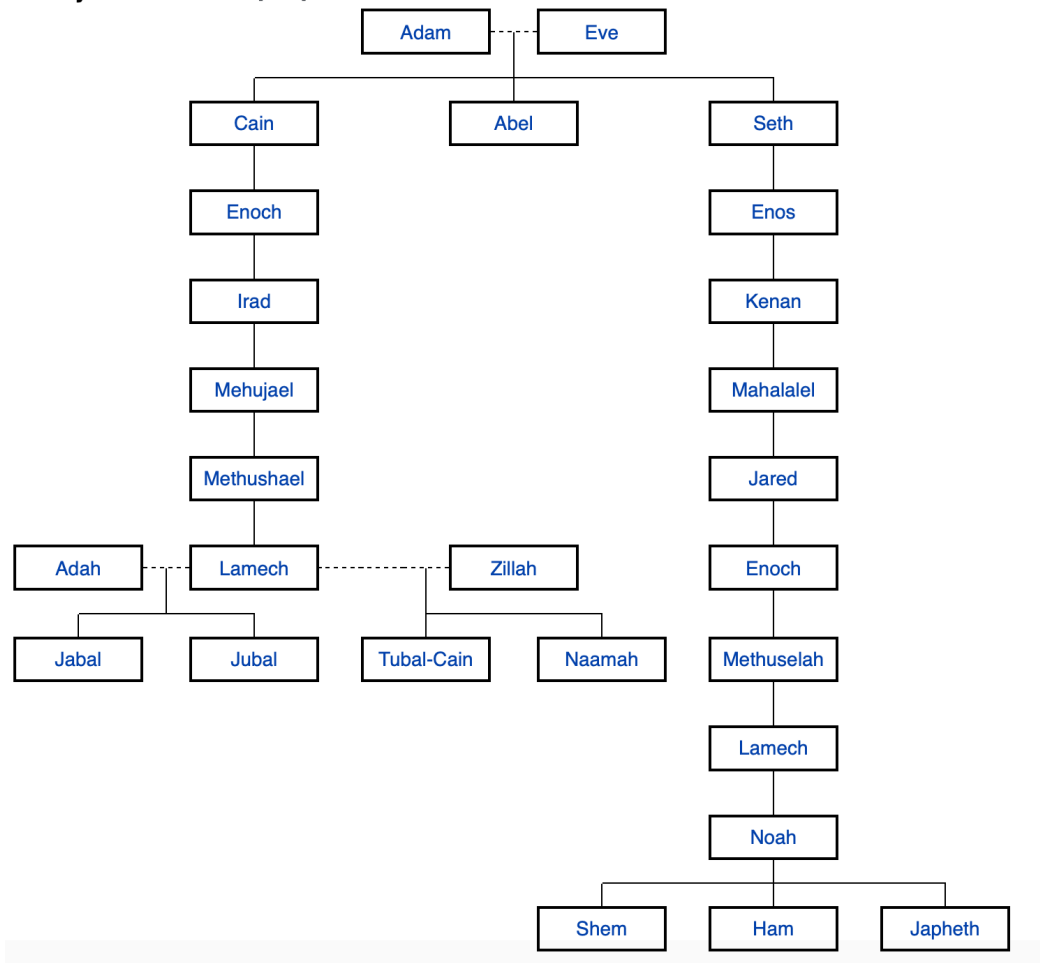 Adam Eve
Cain Abel Seth
Enoch Enos
Irad Kenan
Mehujael Mahalalel
Methushael Jared
Adah Lamech Zillah Enoch
Jabal Jubal Tubal-Cain Naamah Methuselah
Lamech
Noah
Shem Ham Japheth